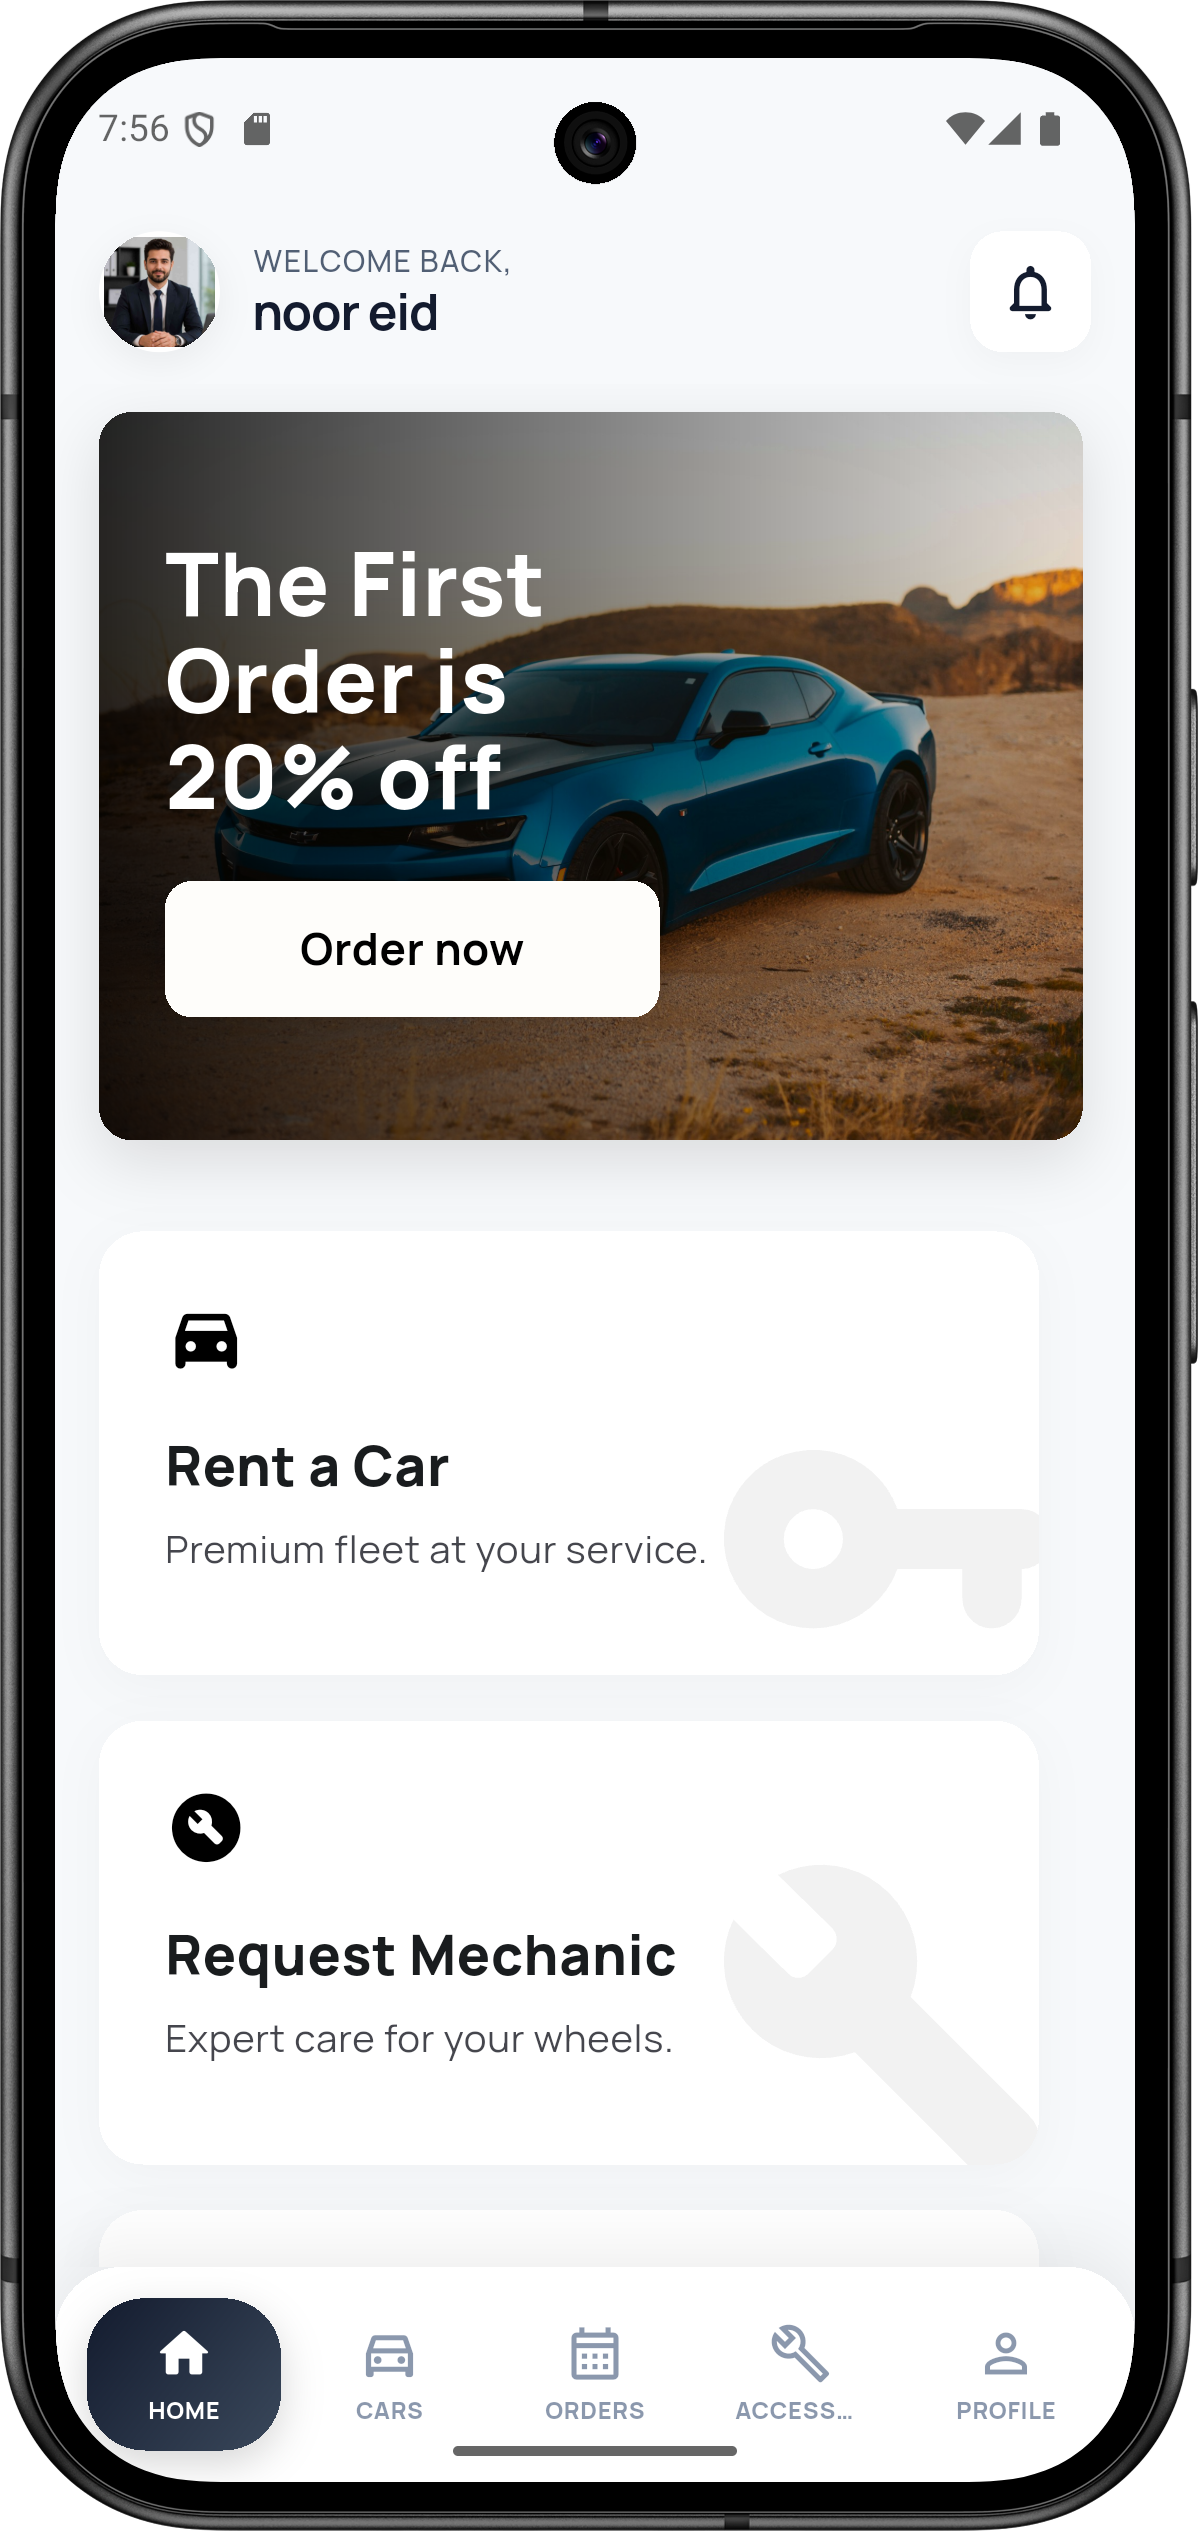 7:56
WELCOME BACK,
noor eid
The First
Order is
20% off
Order now
Rent a Car
Premium fleet at your service.
Request Mechanic
Expert care for your wheels.
HOME
CARS
ORDERS
ACCESS...
PROFILE